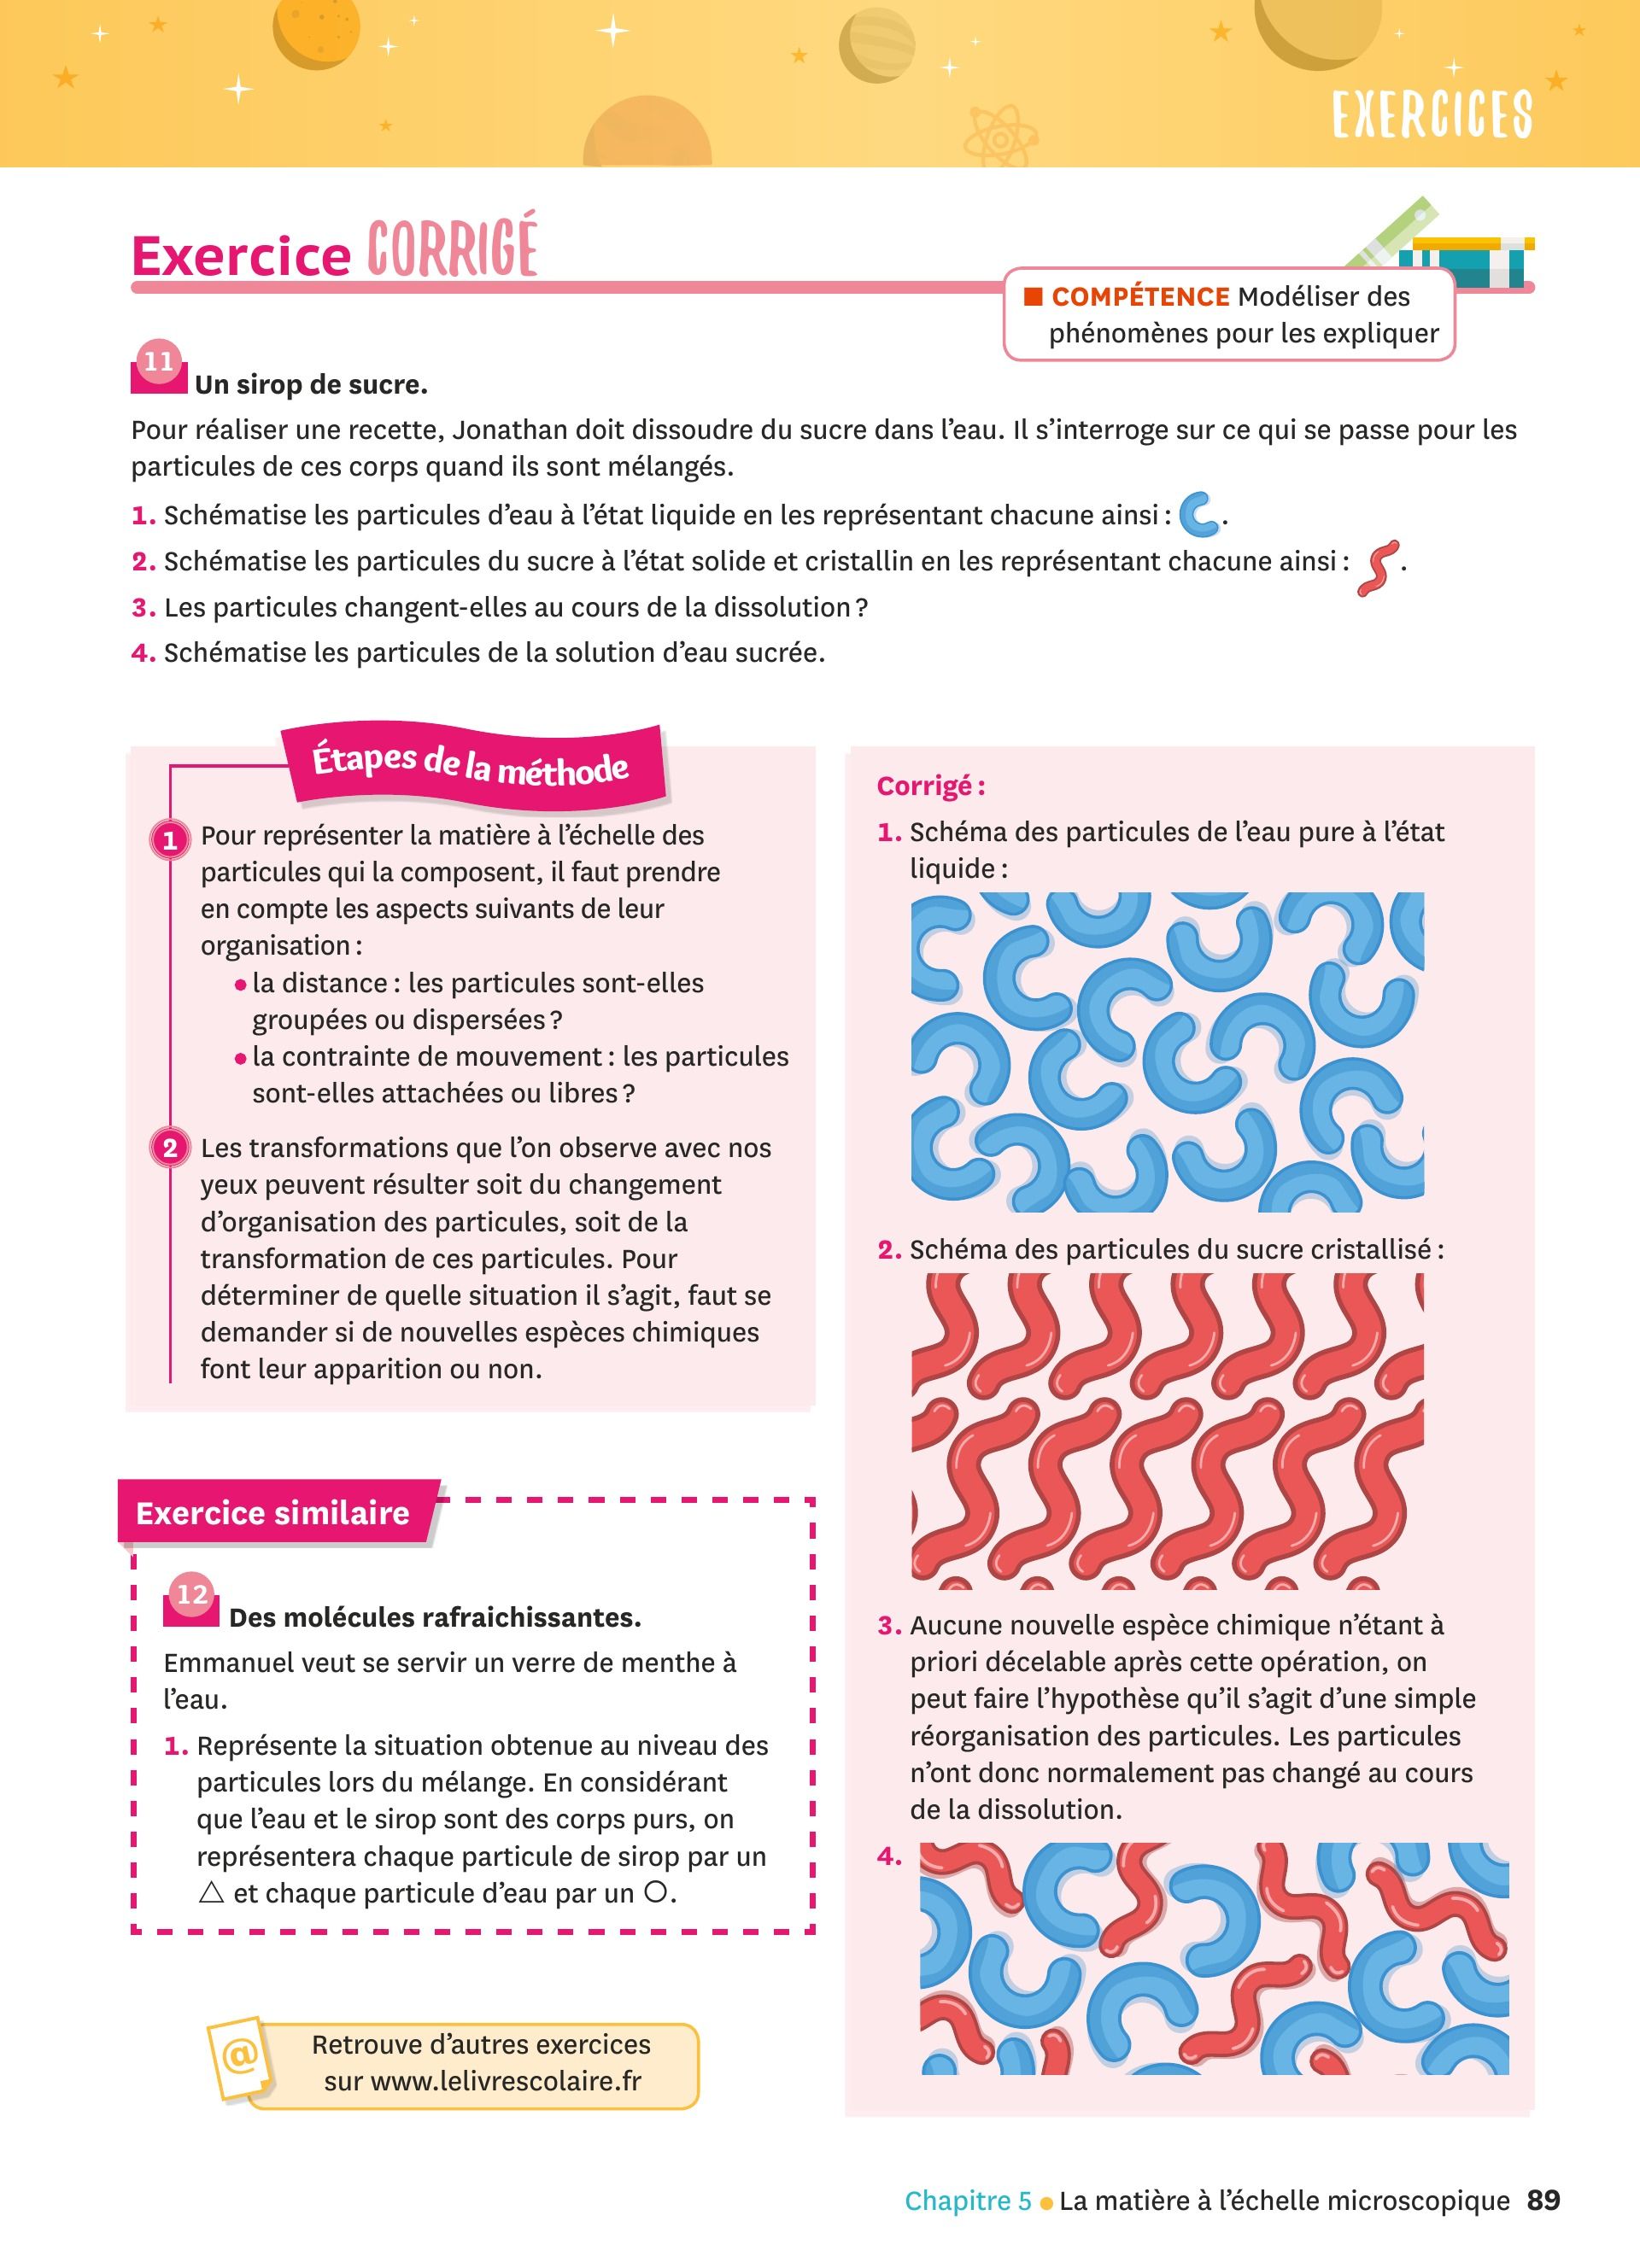 EXERCICES
Exercice CORRIGÉ
■ COMPÉTENCE Modéliser des
phénomènes pour les expliquer
11
Un sirop de sucre.
Pour réaliser une recette, Jonathan doit dissoudre du sucre dans l’eau. Il s’interroge sur ce qui se passe pour les
particules de ces corps quand ils sont mélangés.
1. Schématise les particules d’eau à l’état liquide en les représentant chacune ainsi : .
2. Schématise les particules du sucre à l’état solide et cristallin en les représentant chacune ainsi : .
3. Les particules changent-elles au cours de la dissolution ?
4. Schématise les particules de la solution d’eau sucrée.
Étapes de la méthode
1 Pour représenter la matière à l’échelle des
particules qui la composent, il faut prendre
en compte les aspects suivants de leur
organisation :
• la distance : les particules sont-elles
groupées ou dispersées ?
• la contrainte de mouvement : les particules
sont-elles attachées ou libres ?
2 Les transformations que l’on observe avec nos
yeux peuvent résulter soit du changement
d’organisation des particules, soit de la
transformation de ces particules. Pour
déterminer de quelle situation il s’agit, faut se
demander si de nouvelles espèces chimiques
font leur apparition ou non.
Exercice similaire
12
Des molécules rafraichissantes.
Emmanuel veut se servir un verre de menthe à
l’eau.
1. Représente la situation obtenue au niveau des
particules lors du mélange. En considérant
que l’eau et le sirop sont des corps purs, on
représentera chaque particule de sirop par un
△ et chaque particule d’eau par un ○.
@
Retrouve d’autres exercices
sur www.lelivrescolaire.fr
Corrigé :
1. Schéma des particules de l’eau pure à l’état
liquide :
2. Schéma des particules du sucre cristallisé :
3. Aucune nouvelle espèce chimique n’étant à
priori décelable après cette opération, on
peut faire l’hypothèse qu’il s’agit d’une simple
réorganisation des particules. Les particules
n’ont donc normalement pas changé au cours
de la dissolution.
4.
Chapitre 5 • La matière à l’échelle microscopique 89